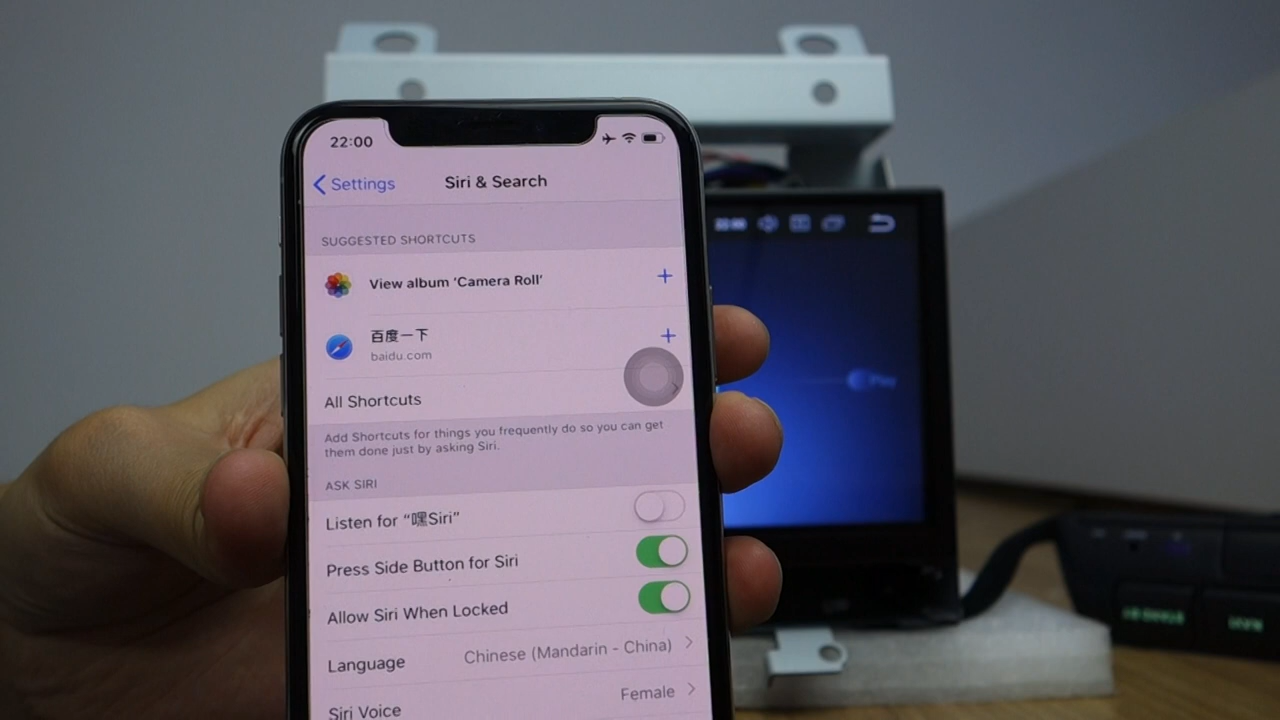 22:00
Settings
Siri & Search
SUGGESTED SHORTCUTS
View album 'Camera Roll'
百度一下
baidu.com
All Shortcuts
Add Shortcuts for things you frequently do so you can get
them done just by asking Siri.
ASK SIRI
Listen for “嘿Siri”
Press Side Button for Siri
Allow Siri When Locked
Language Chinese (Mandarin - China)
Siri Voice Female